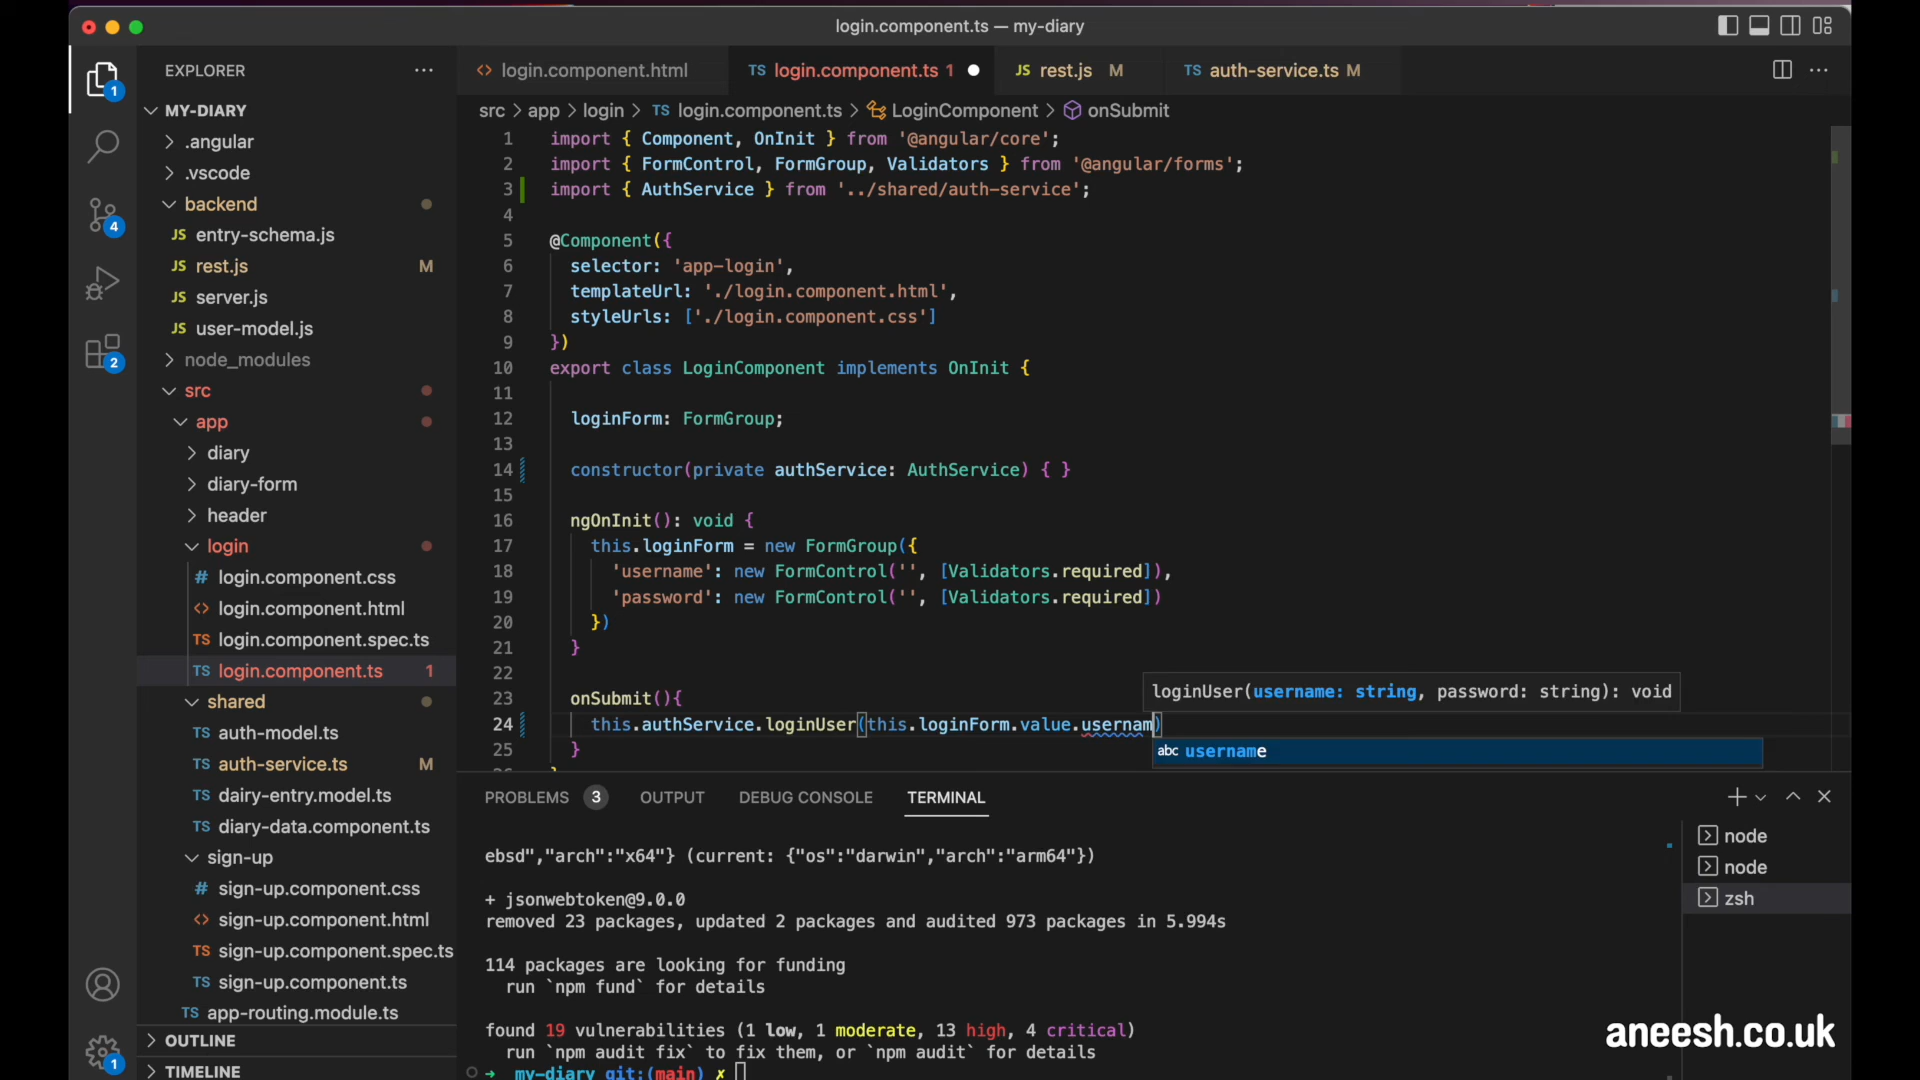 login.component.ts — my-diary
1
4
2
1
EXPLORER
MY-DIARY
.angular
.vscode
backend
JS entry-schema.js
JS rest.js M
JS server.js
JS user-model.js
node_modules
src
app
diary
diary-form
header
login
# login.component.css
<> login.component.html
TS login.component.spec.ts
TS login.component.ts 1
shared
TS auth-model.ts
TS auth-service.ts M
TS dairy-entry.model.ts
TS diary-data.component.ts
sign-up
# sign-up.component.css
<> sign-up.component.html
TS sign-up.component.spec.ts
TS sign-up.component.ts
TS app-routing.module.ts
OUTLINE
TIMELINE
<> login.component.html TS login.component.ts 1 JS rest.js M TS auth-service.ts M
src > app > login > TS login.component.ts > LoginComponent > onSubmit
1 import { Component, OnInit } from '@angular/core';
2 import { FormControl, FormGroup, Validators } from '@angular/forms';
3 import { AuthService } from '../shared/auth-service';
4
5 @Component({
6 selector: 'app-login',
7 templateUrl: './login.component.html',
8 styleUrls: ['./login.component.css']
9 })
10 export class LoginComponent implements OnInit {
11
12 loginForm: FormGroup;
13
14 constructor(private authService: AuthService) { }
15
16 ngOnInit(): void {
17 this.loginForm = new FormGroup({
18 'username': new FormControl('', [Validators.required]),
19 'password': new FormControl('', [Validators.required])
20 })
21 }
22
loginUser(username: string, password: string): void
23 onSubmit(){
24 this.authService.loginUser(this.loginForm.value.usernam)
abc username
25 }
PROBLEMS 3 OUTPUT DEBUG CONSOLE TERMINAL
ebsd","arch":"x64"} (current: {"os":"darwin","arch":"arm64"})
+ jsonwebtoken@9.0.0
removed 23 packages, updated 2 packages and audited 973 packages in 5.994s
114 packages are looking for funding
run `npm fund` for details
found 19 vulnerabilities (1 low, 1 moderate, 13 high, 4 critical)
run `npm audit fix` to fix them, or `npm audit` for details
→ my-diary git:(main) ✗
node
node
zsh
aneesh.co.uk